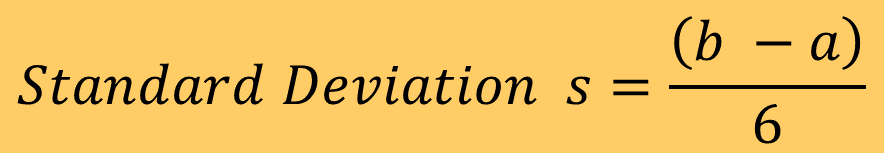 Standard Deviation s = (b − a) / 6